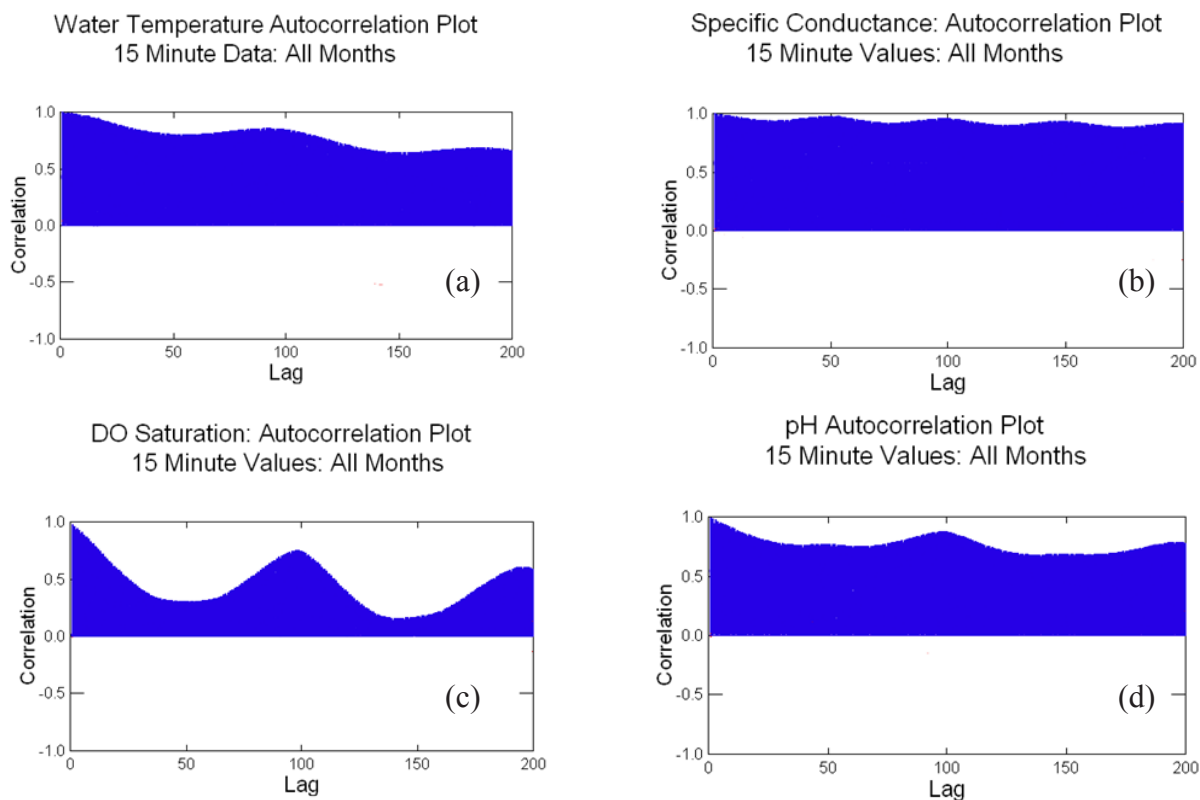 Water Temperature Autocorrelation Plot
15 Minute Data: All Months
1.0
0.5
0.0
-0.5
-1.0
Correlation
(a)
0 50 100 150 200
Lag
Specific Conductance: Autocorrelation Plot
15 Minute Values: All Months
1.0
0.5
0.0
-0.5
-1.0
Correlation
(b)
0 50 100 150 200
Lag
DO Saturation: Autocorrelation Plot
15 Minute Values: All Months
1.0
0.5
0.0
-0.5
-1.0
Correlation
(c)
0 50 100 150 200
Lag
pH Autocorrelation Plot
15 Minute Values: All Months
1.0
0.5
0.0
-0.5
-1.0
Correlation
(d)
0 50 100 150 200
Lag